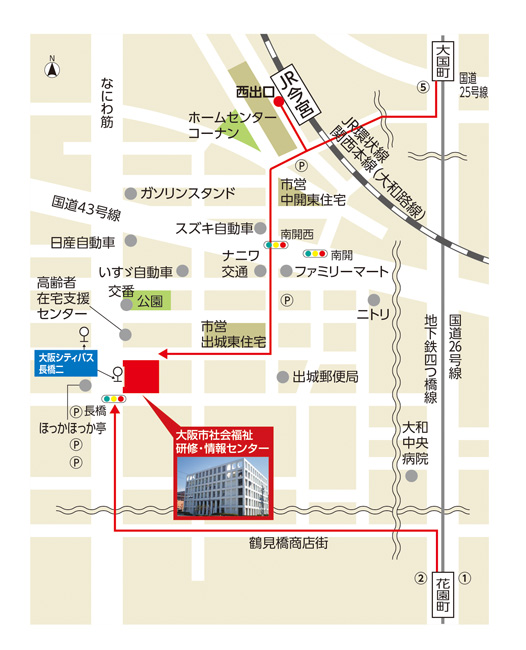 N
なにわ筋
西出口
JR今宮
大国町
⑤
国道
25号線
ホームセンター
コーナン
JR環状線
関西本線(大和路線)
P
市営
中開東住宅
ガソリンスタンド
国道43号線
スズキ自動車
南開西
南開
日産自動車
ナニワ
交通
ファミリーマート
いすゞ自動車
高齢者
在宅支援
センター
交番
公園
P
ニトリ
市営
出城東住宅
国道26号線
地下鉄四つ橋線
大阪シティバス
長橋二
出城郵便局
P
長橋
ほっかほっか亭
P
P
大阪市社会福祉
研修・情報センター
大和
中央
病院
鶴見橋商店街
②
花園町
①